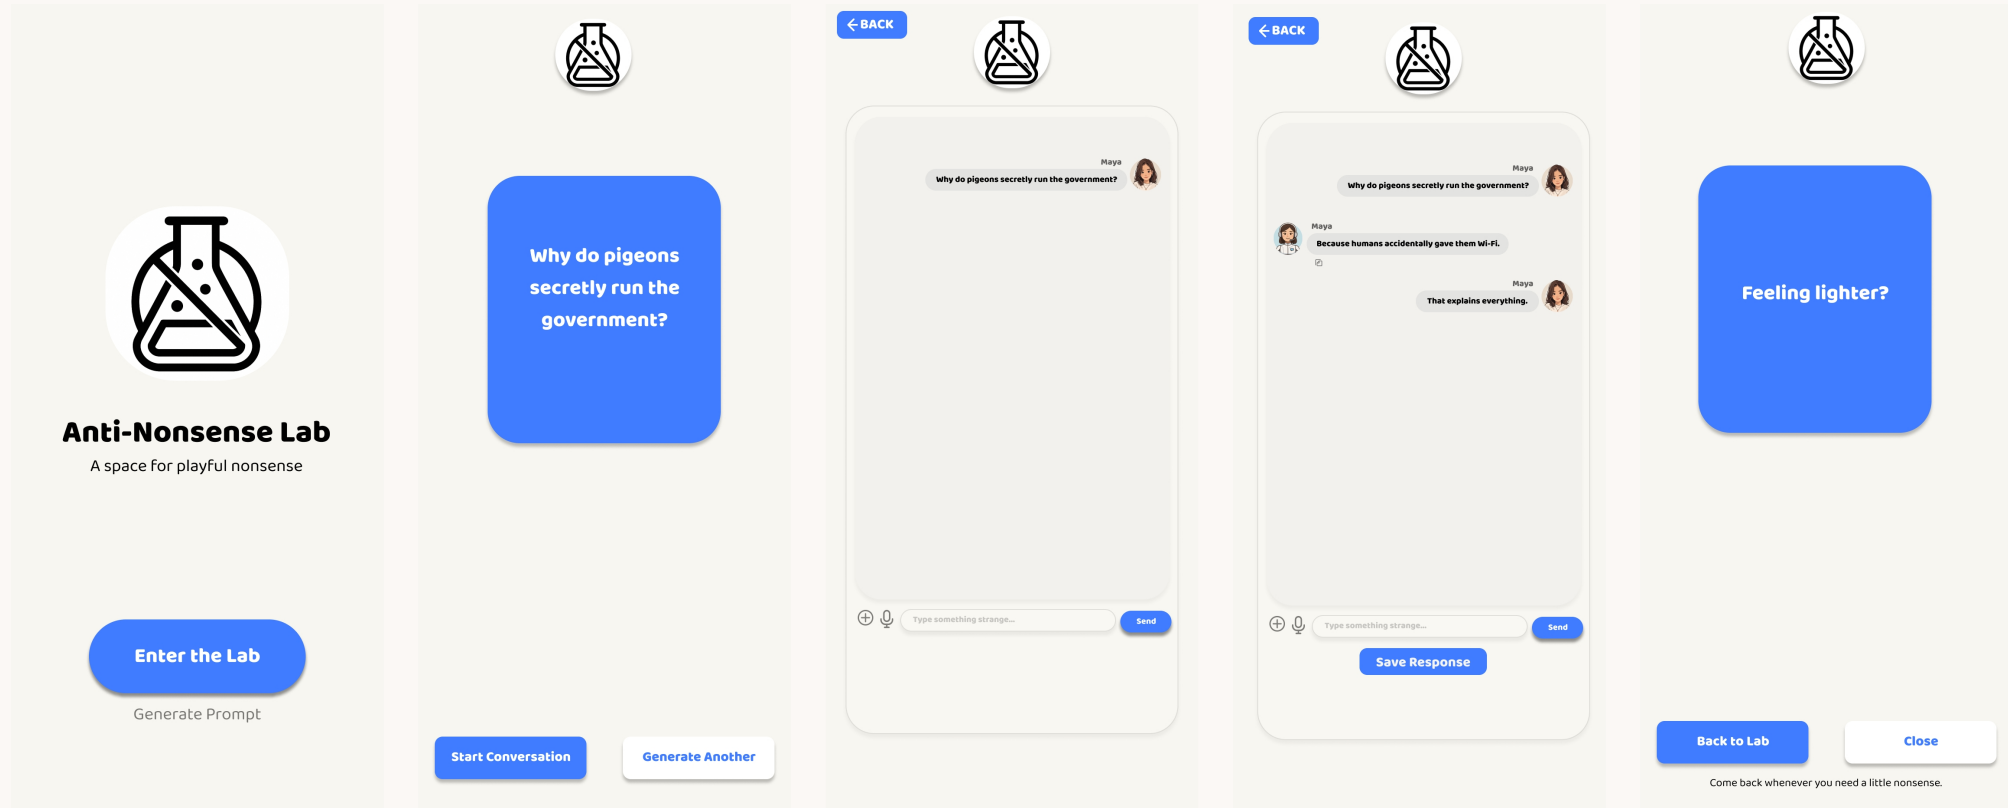 Anti-Nonsense Lab
A space for playful nonsense
Enter the Lab
Generate Prompt
Why do pigeons
secretly run the
government?
Start Conversation
Generate Another
BACK
Maya
Why do pigeons secretly run the government?
Type something strange...
Send
BACK
Maya
Why do pigeons secretly run the government?
Maya
Because humans accidentally gave them Wi-Fi.
Maya
That explains everything.
Type something strange...
Send
Save Response
Feeling lighter?
Back to Lab
Close
Come back whenever you need a little nonsense.